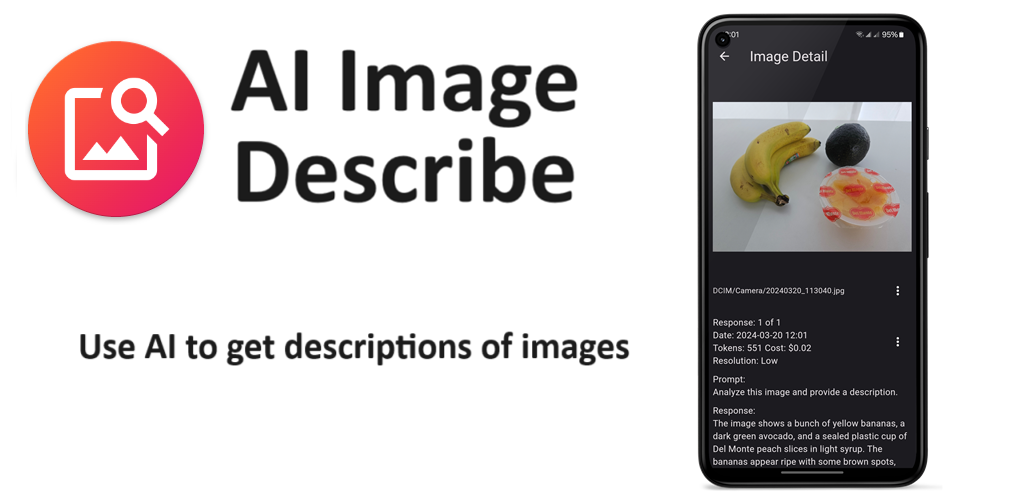 AI Image
Describe
Use AI to get descriptions of images
:01
95%
Image Detail
DCIM/Camera/20240320_113040.jpg
Response: 1 of 1
Date: 2024-03-20 12:01
Tokens: 551 Cost: $0.02
Resolution: Low
Prompt:
Analyze this image and provide a description.
Response:
The image shows a bunch of yellow bananas, a
dark green avocado, and a sealed plastic cup of
Del Monte peach slices in light syrup. The
bananas appear ripe with some brown spots,